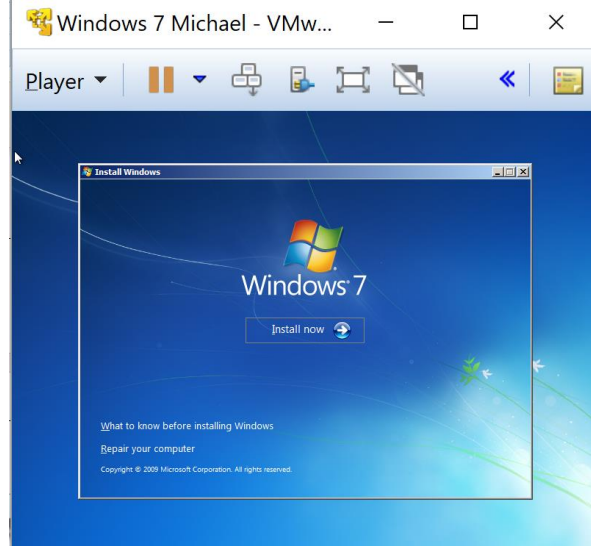 Windows 7 Michael - VMw...
Player
Install Windows
Windows 7
Install now
What to know before installing Windows
Repair your computer
Copyright © 2009 Microsoft Corporation. All rights reserved.